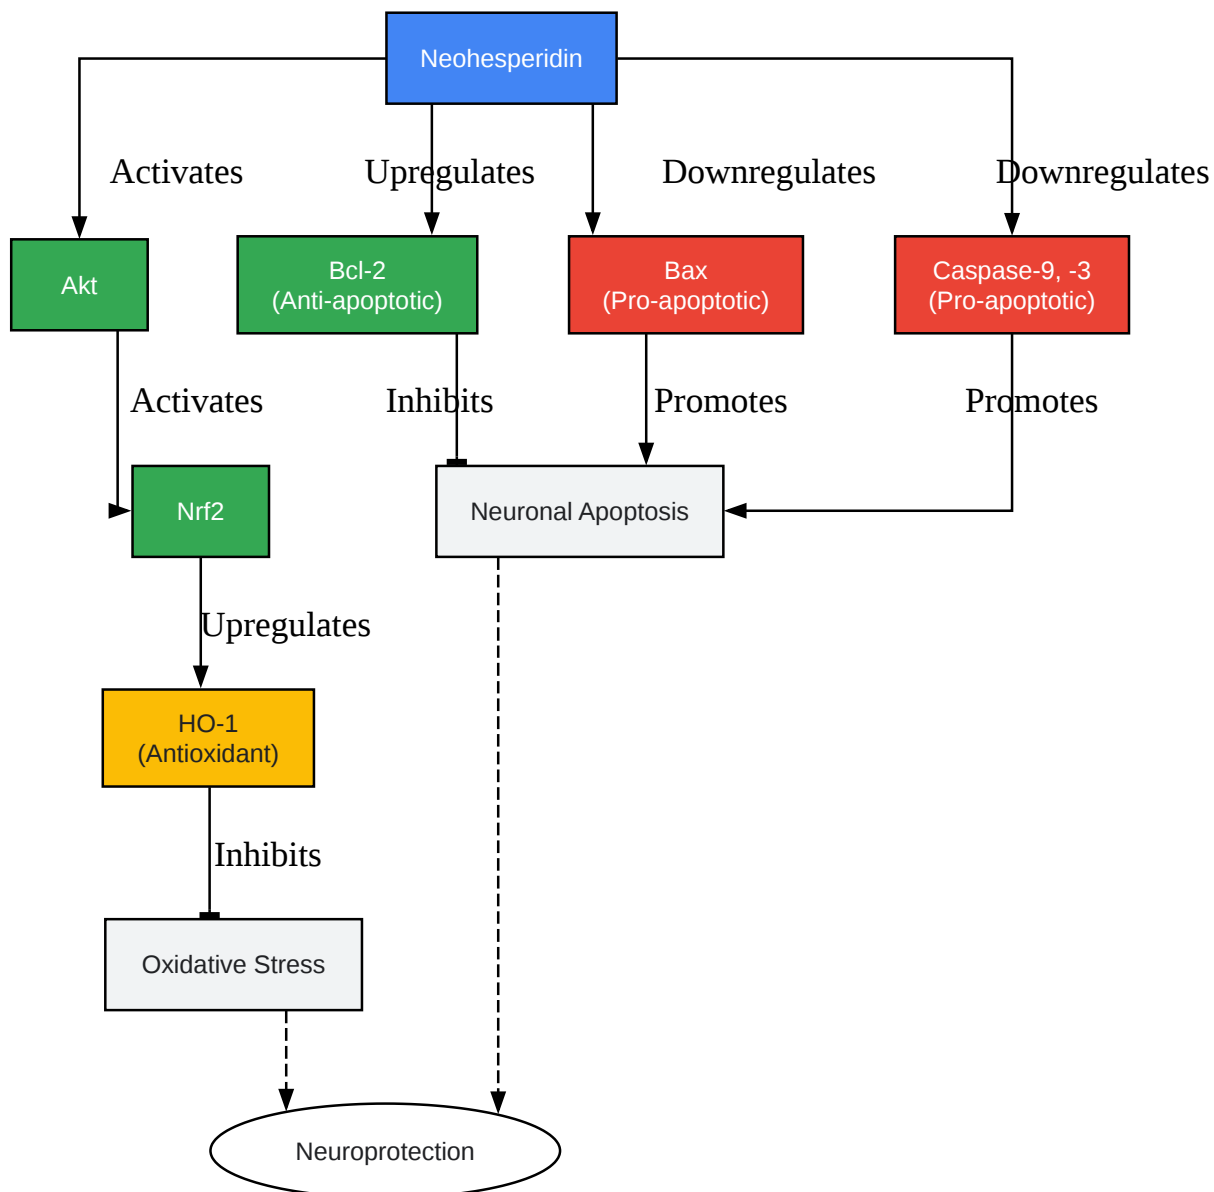 Neohesperidin
Activates
Upregulates
Downregulates
Downregulates
Akt
Bcl-2
(Anti-apoptotic)
Bax
(Pro-apoptotic)
Caspase-9, -3
(Pro-apoptotic)
Activates
Inhibits
Promotes
Promotes
Nrf2
Neuronal Apoptosis
Upregulates
HO-1
(Antioxidant)
Inhibits
Oxidative Stress
Neuroprotection